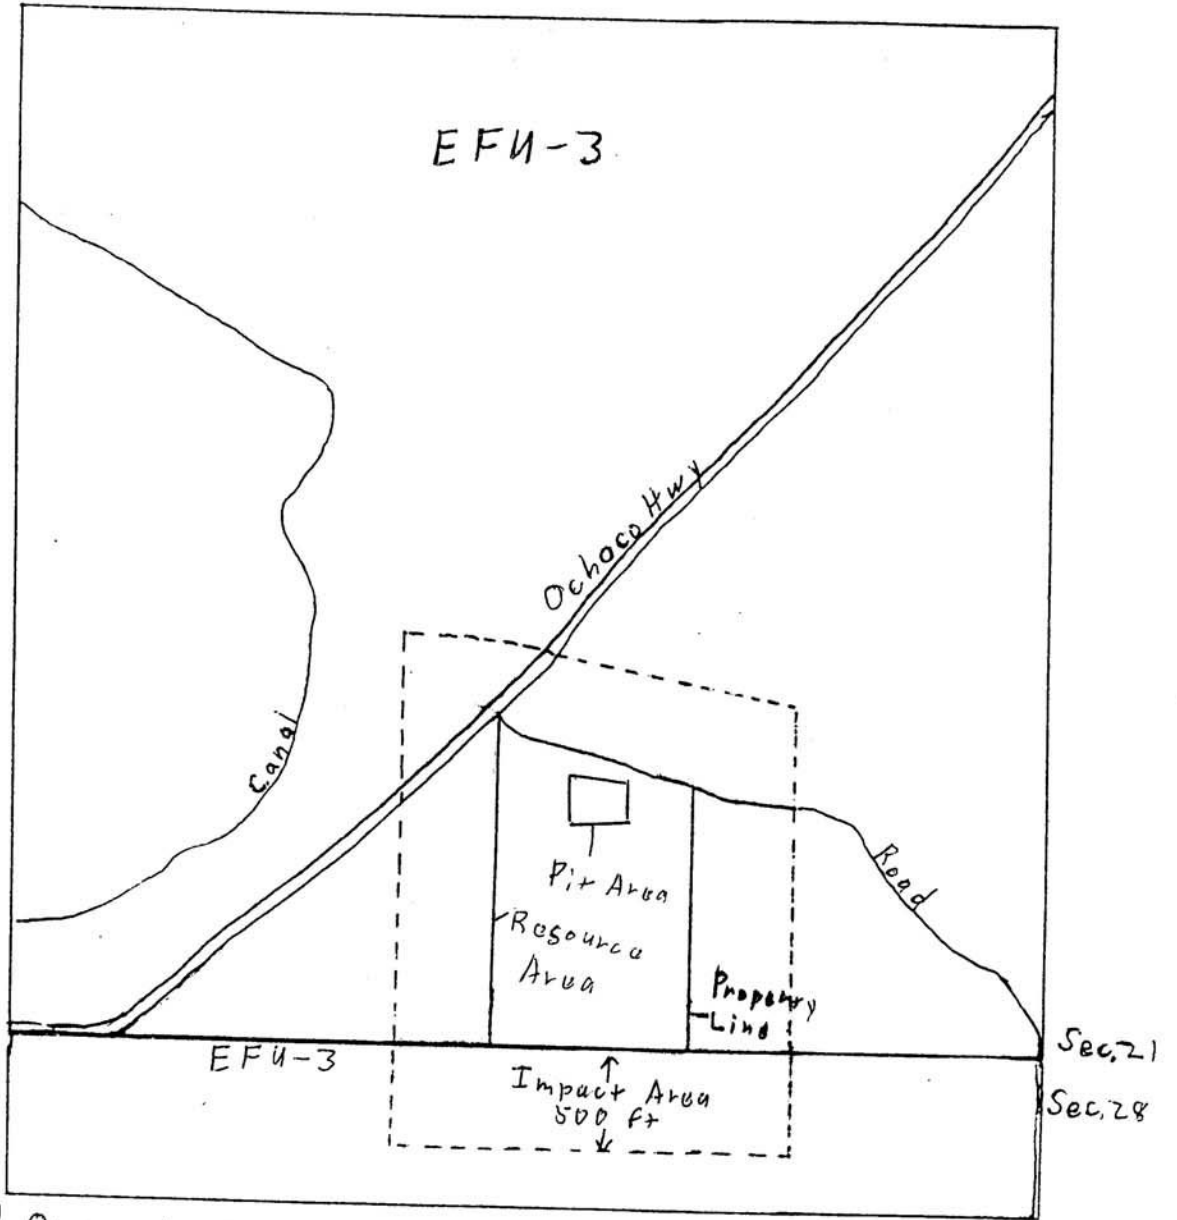 EFU-3
Ochoco Hwy
Canal
Road
Pit Area
Resource
Area
Property
Line
EFU-3
Sec. 21
Impact Area
500 ft
Sec. 28